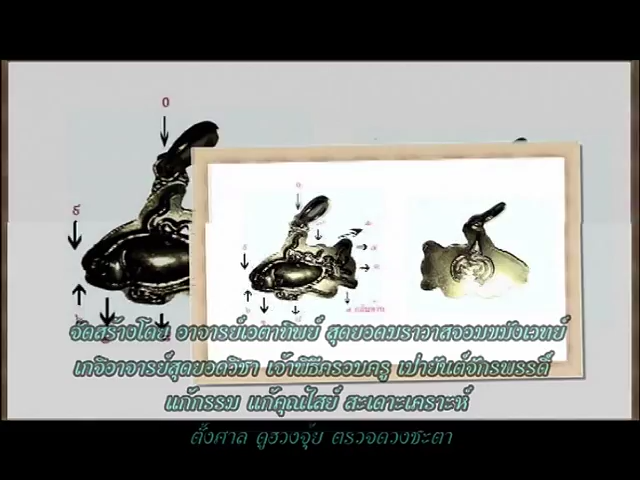 จัดสร้างโดย อาจารย์เวตาทิพย์ สุดยอดฆราวาสจอมขมังเวทย์
เกจิอาจารย์สุดยอดวิชา เจ้าพิธีครอบครู เป่ายันต์จักรพรรดิ์
แก้กรรม แก้คุณไสย์ สะเดาะเคราะห์
ตั้งศาล ดูฮวงจุ้ย ตรวจดวงชะตา